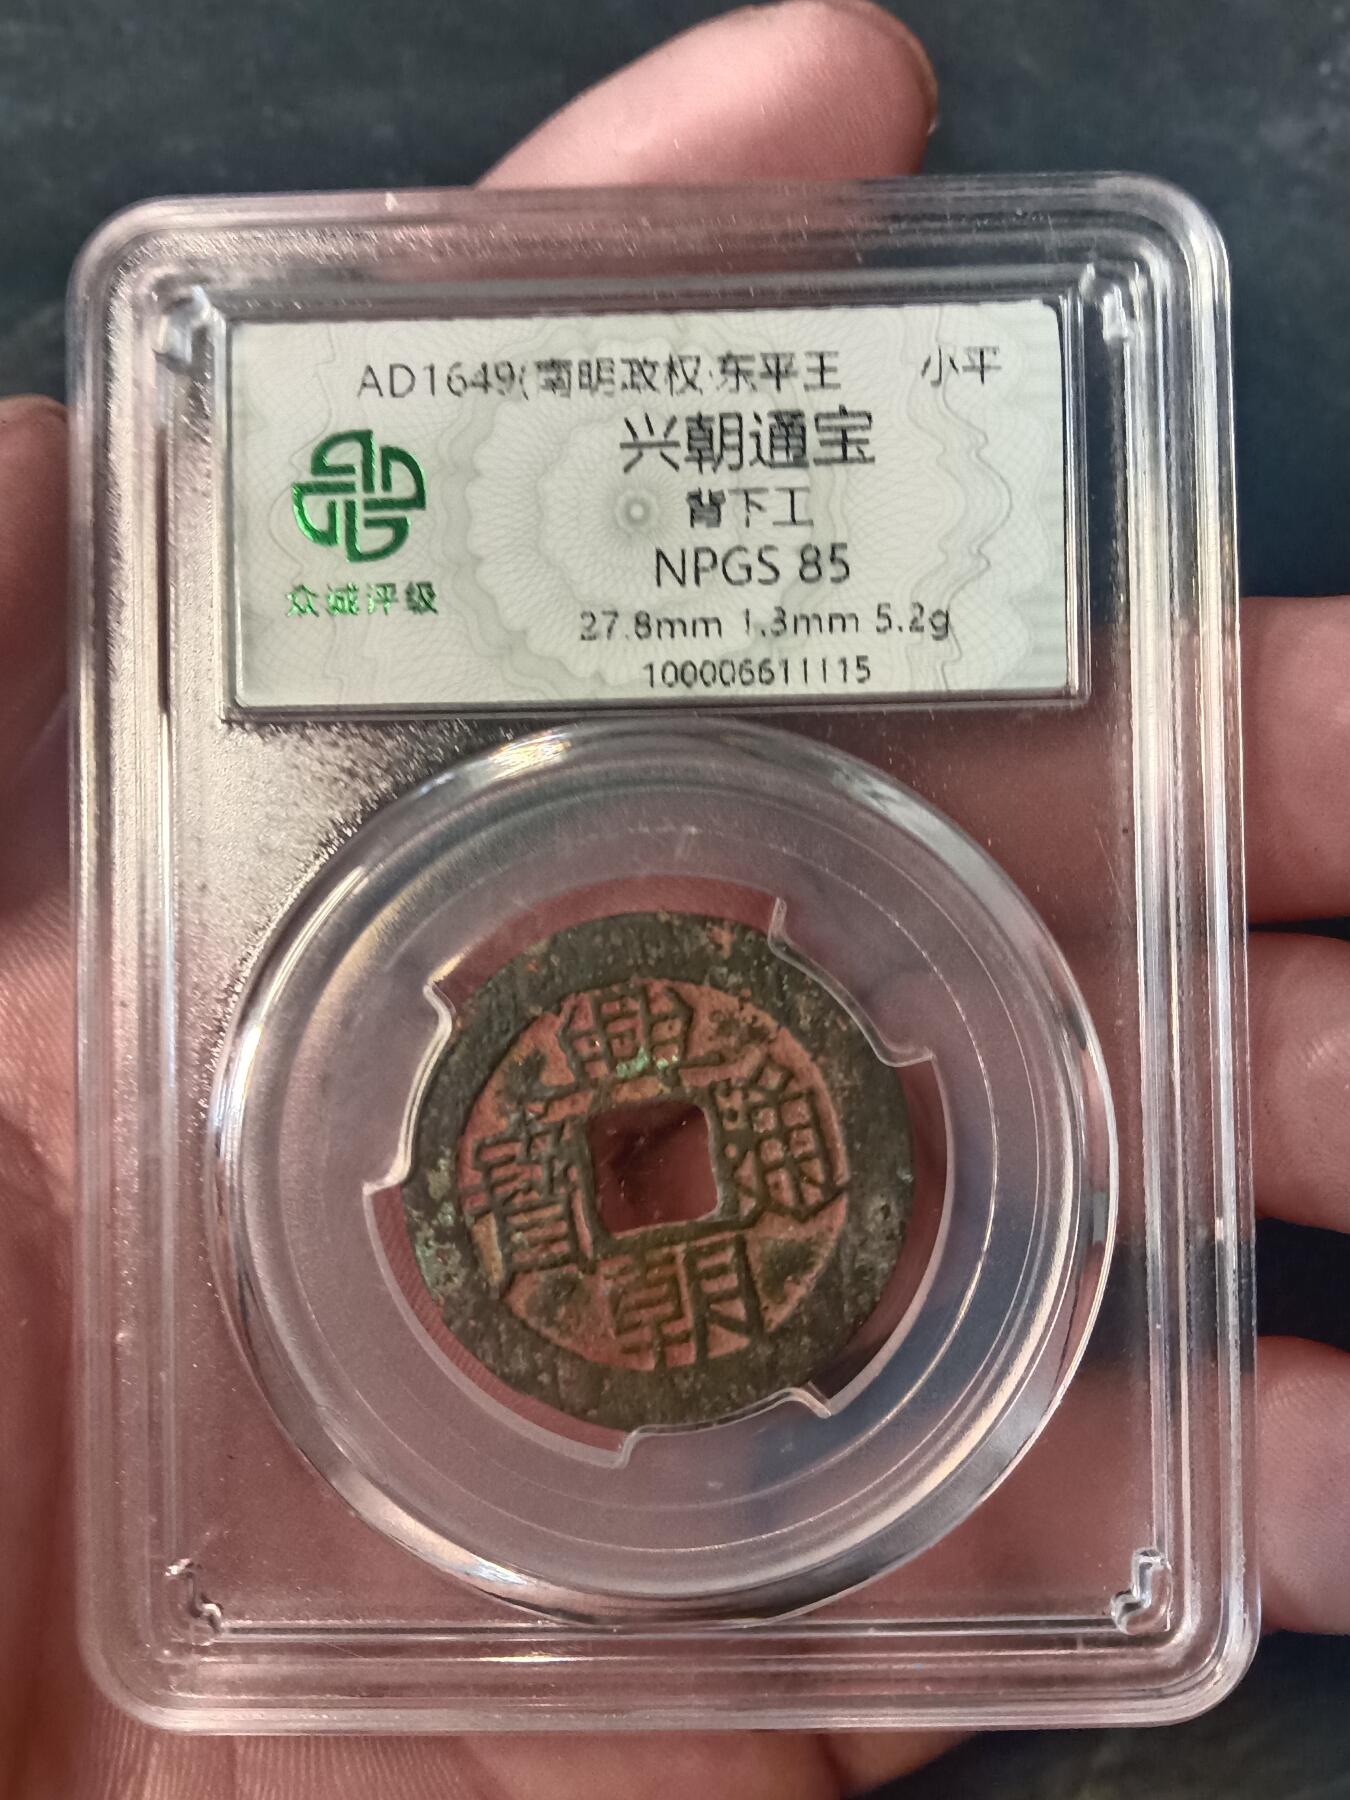 AD1649(南明政权·东平王 小平
兴朝通宝
背下工
NPGS 85
27.8mm 1.3mm 5.2g
100006611115
众诚评级
興朝通寶